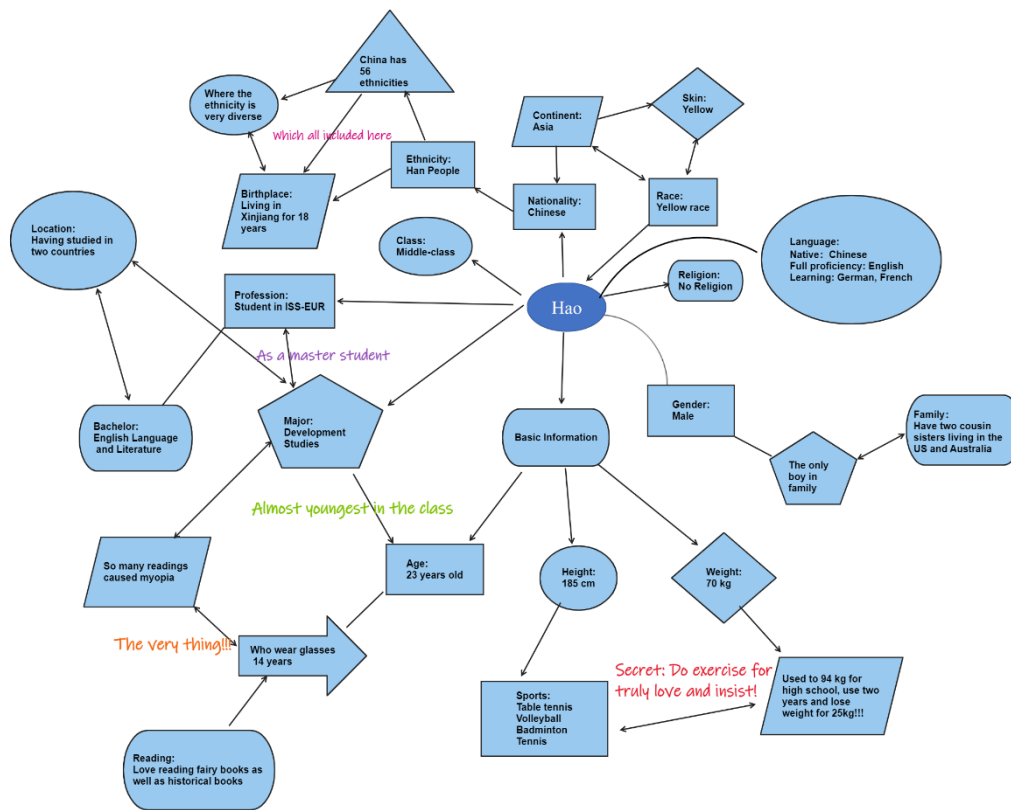 China has
56
ethnicities
Where the
ethnicity is
very diverse
Which all included here
Continent:
Asia
Skin:
Yellow
Ethnicity:
Han People
Birthplace:
Living in
Xinjiang for 18
years
Nationality:
Chinese
Race:
Yellow race
Location:
Having studied in
two countries
Class:
Middle-class
Language:
Native: Chinese
Full proficiency: English
Learning: German, French
Religion:
No Religion
Profession:
Student in ISS-EUR
Hao
As a master student
Bachelor:
English Language
and Literature
Major:
Development
Studies
Basic Information
Gender:
Male
Family:
Have two cousin
sisters living in the
US and Australia
The only
boy in
family
Almost youngest in the class
So many readings
caused myopia
Age:
23 years old
Height:
185 cm
Weight:
70 kg
The very thing!!!
Who wear glasses
14 years
Secret: Do exercise for
truly love and insist!
Used to 94 kg for
high school, use two
years and lose
weight for 25kg!!!
Sports:
Table tennis
Volleyball
Badminton
Tennis
Reading:
Love reading fairy books as
well as historical books